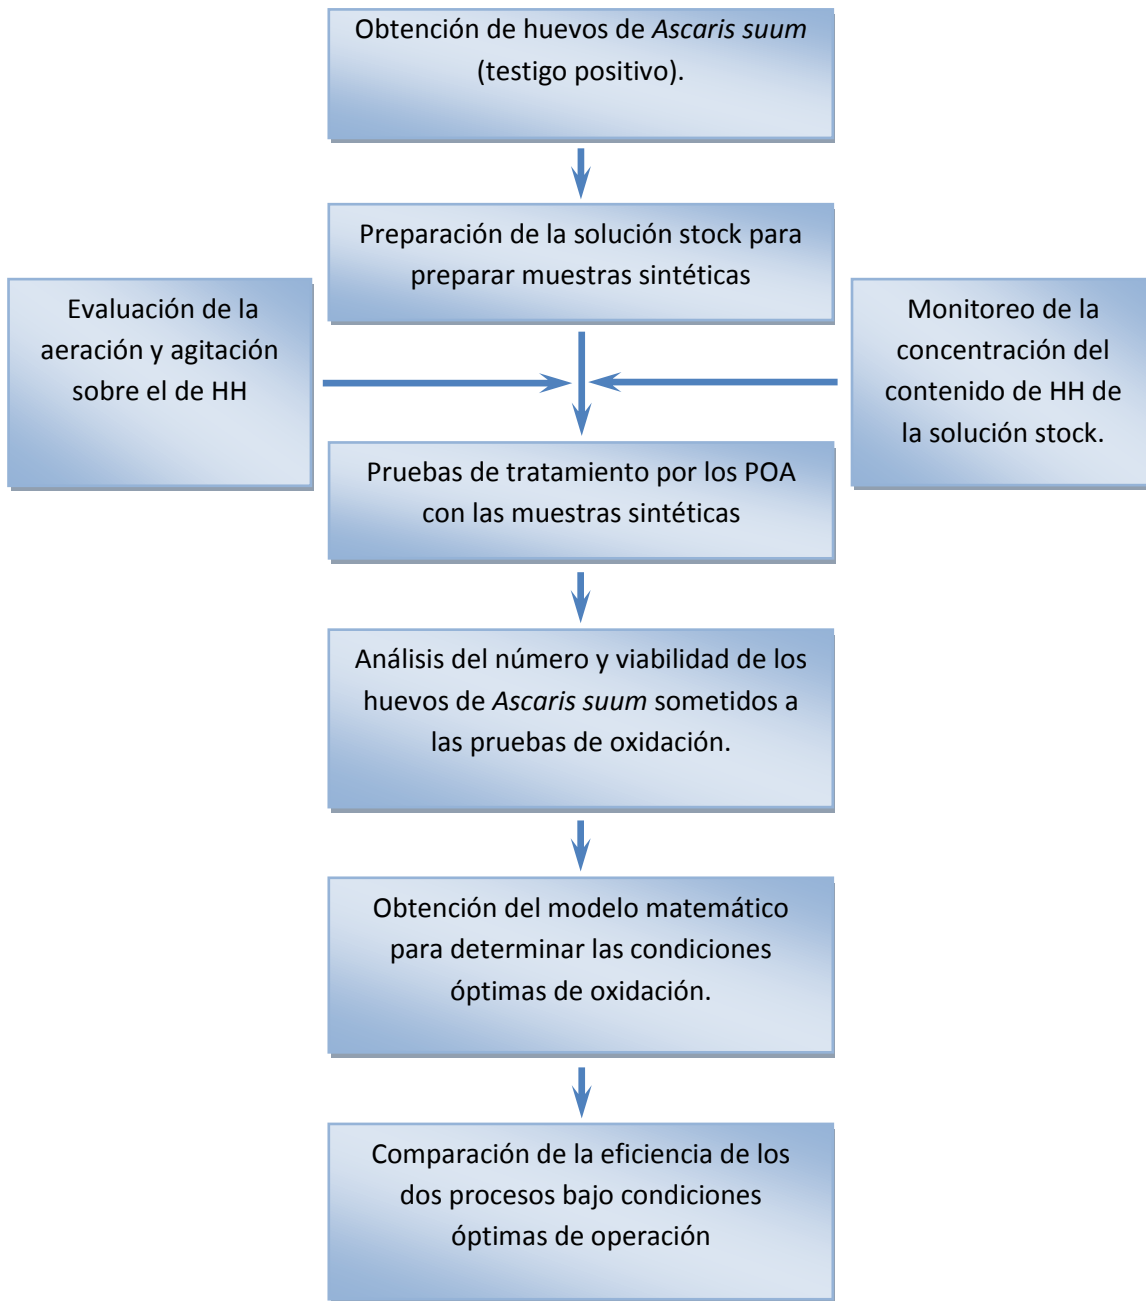 Obtención de huevos de Ascaris suum
(testigo positivo).
Preparación de la solución stock para
preparar muestras sintéticas
Evaluación de la
aeración y agitación
sobre el de HH
Monitoreo de la
concentración del
contenido de HH de
la solución stock.
Pruebas de tratamiento por los POA
con las muestras sintéticas
Análisis del número y viabilidad de los
huevos de Ascaris suum sometidos a
las pruebas de oxidación.
Obtención del modelo matemático
para determinar las condiciones
óptimas de oxidación.
Comparación de la eficiencia de los
dos procesos bajo condiciones
óptimas de operación